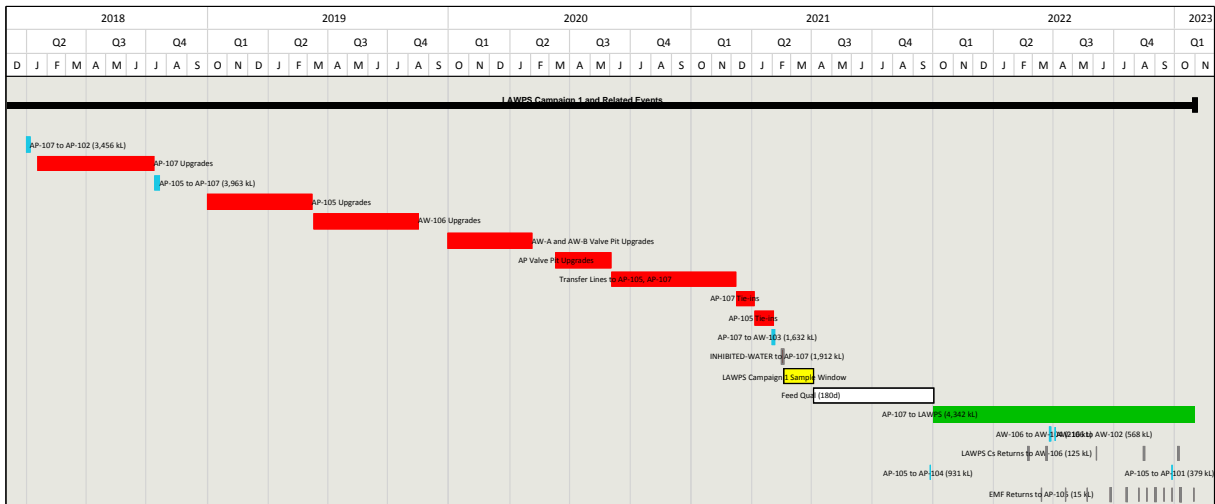 2018 2019 2020 2021 2022 2023
Q2 Q3 Q4 Q1 Q2 Q3 Q4 Q1 Q2 Q3 Q4 Q1 Q2 Q3 Q4 Q1 Q2 Q3 Q4 Q1
D J F M A M J J A S O N D J F M A M J J A S O N D J F M A M J J A S O N D J F M A M J J A S O N D J F M A M J J A S O N
LAWPS Campaign 1 and Related Events
AP-107 to AP-102 (3,456 kL)
AP-107 Upgrades
AP-105 to AP-107 (3,963 kL)
AP-105 Upgrades
AW-106 Upgrades
AW-A and AW-B Valve Pit Upgrades
AP Valve Pit Upgrades
Transfer Lines to AP-105, AP-107
AP-107 Tie-ins
AP-105 Tie-ins
AP-107 to AW-103 (1,632 kL)
INHIBITED-WATER to AP-107 (1,912 kL)
LAWPS Campaign 1 Sample Window
Feed Qual (180d)
AP-107 to LAWPS (4,342 kL)
AW-106 to to AW-102 (568 kL)
LAWPS Cs Returns to AW-106 (125 kL)
AP-105 to AP-104 (931 kL) AP-105 to AP-101 (379 kL)
EMF Returns to AP-105 (15 kL)